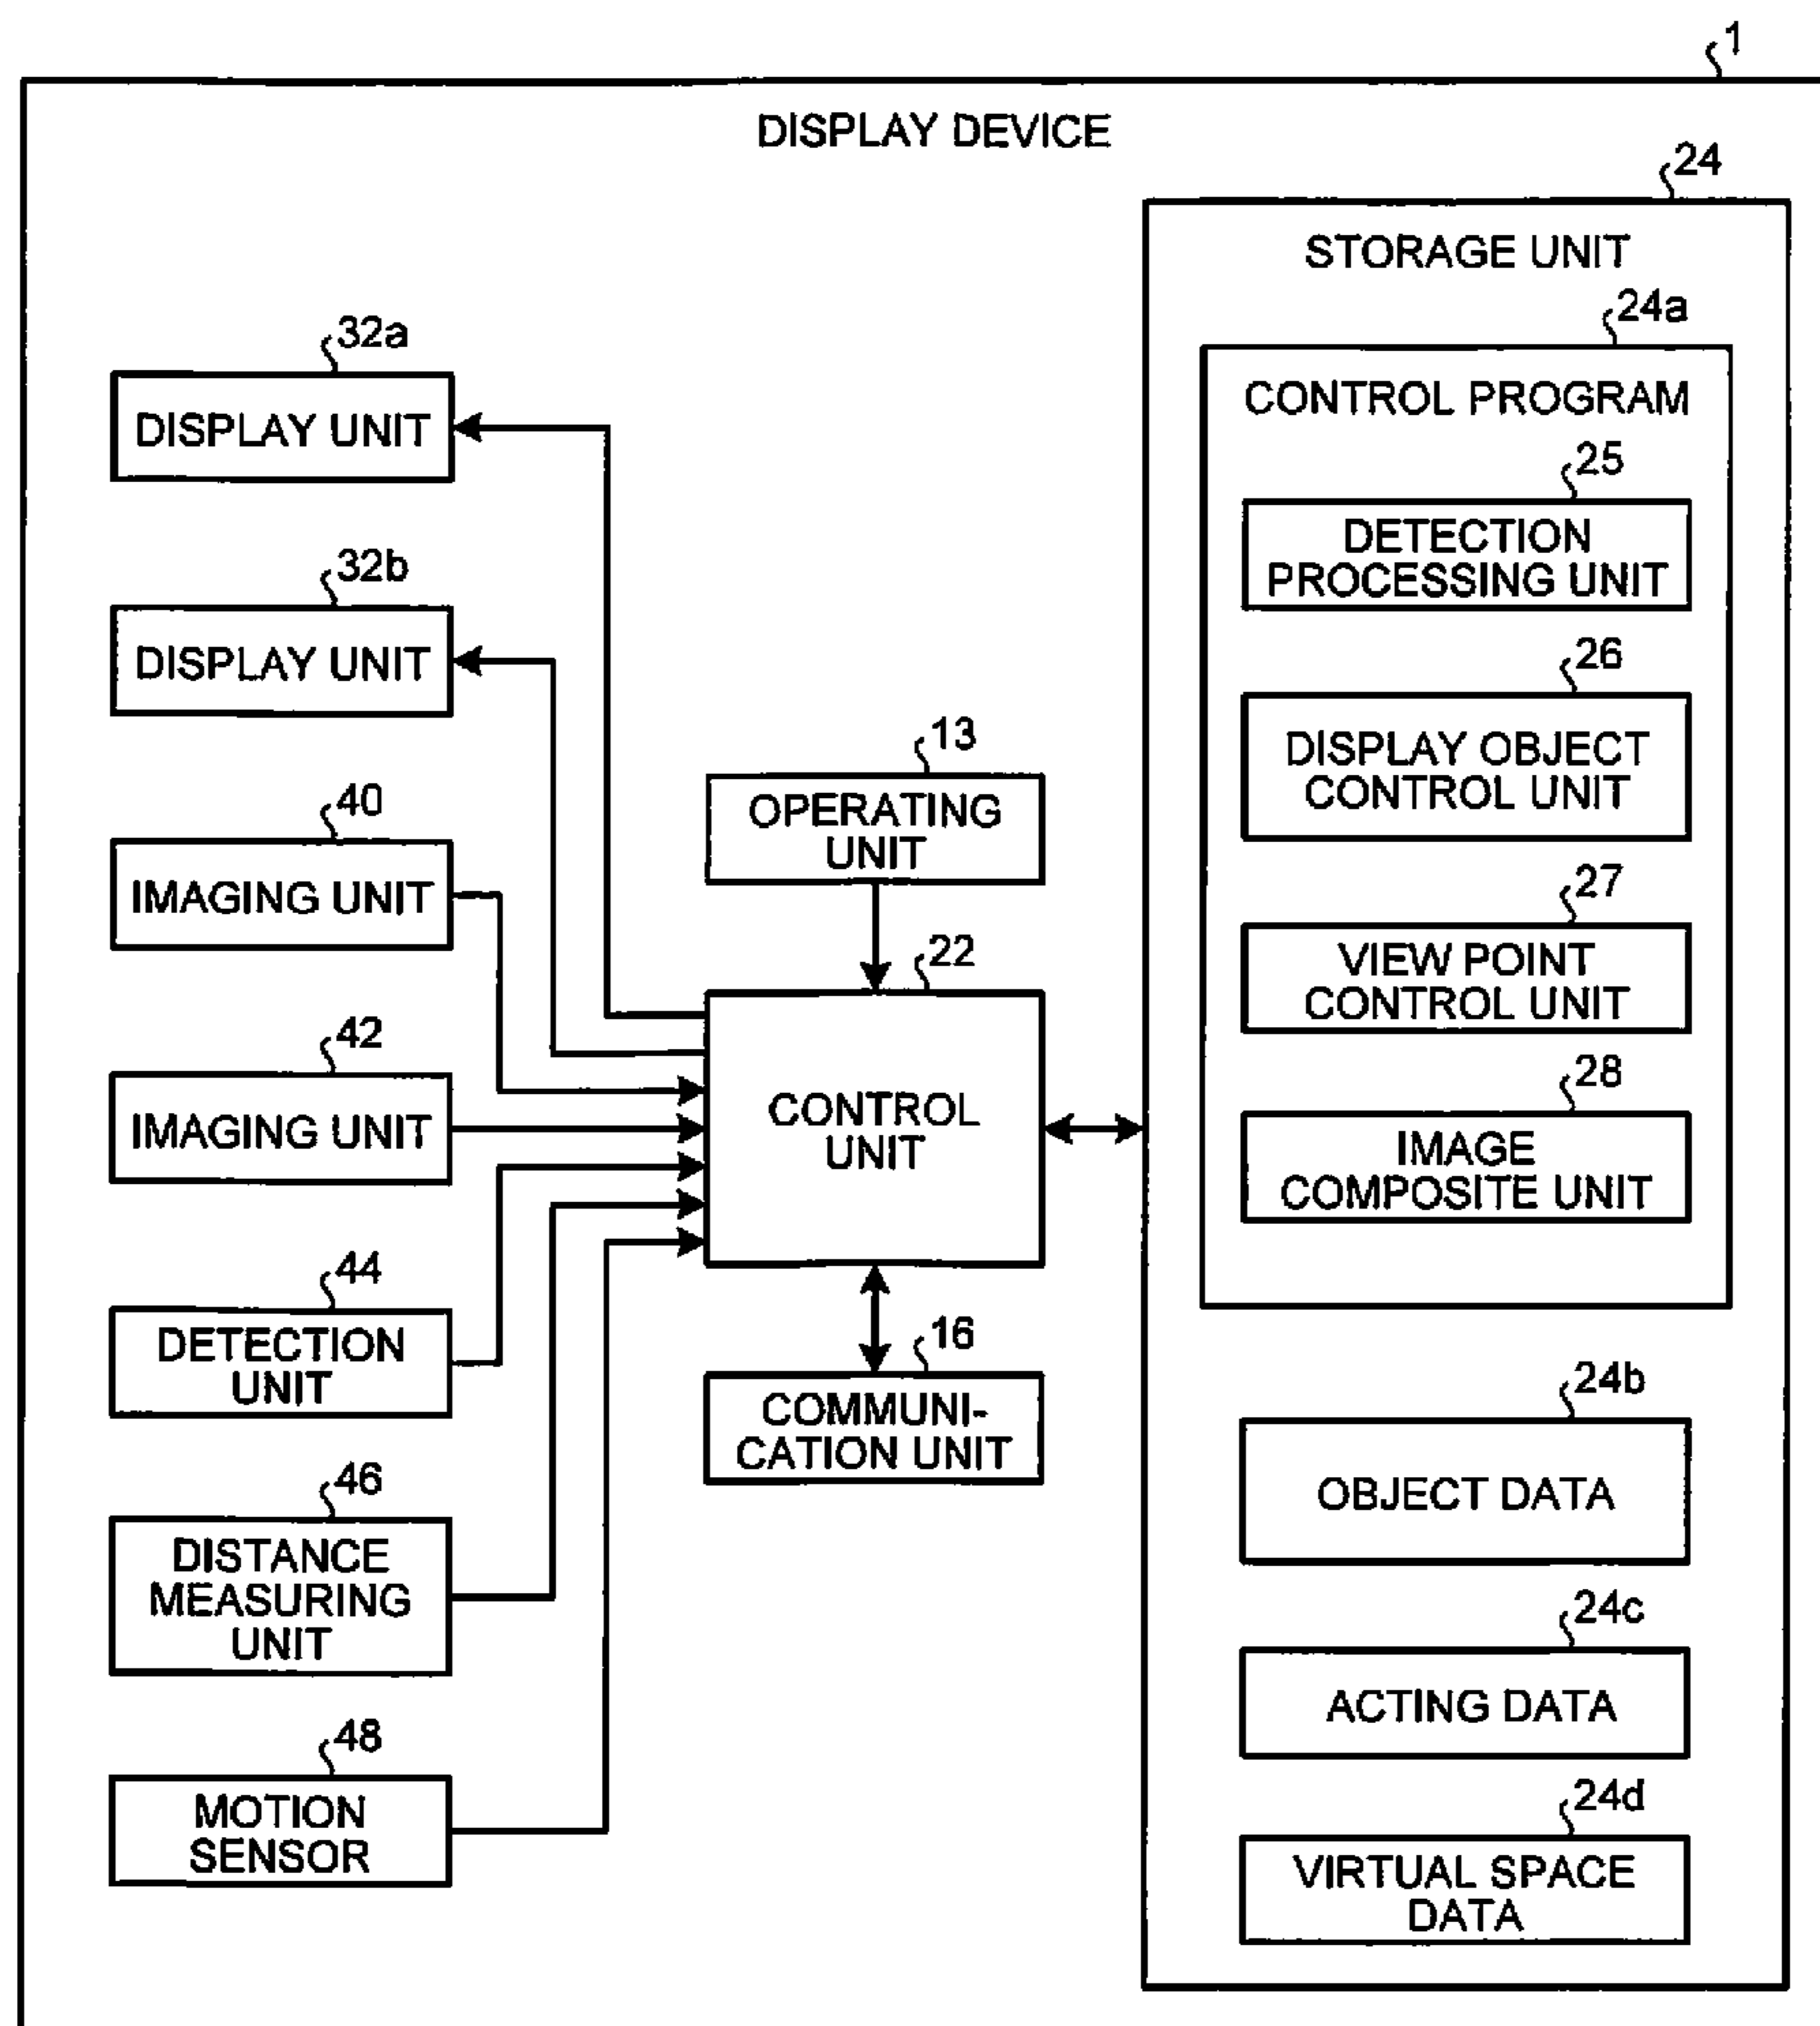 1
DISPLAY DEVICE
24
STORAGE UNIT
24a
CONTROL PROGRAM
25
DETECTION
PROCESSING UNIT
26
DISPLAY OBJECT
CONTROL UNIT
27
VIEW POINT
CONTROL UNIT
28
IMAGE
COMPOSITE UNIT
24b
OBJECT DATA
24c
ACTING DATA
24d
VIRTUAL SPACE
DATA
32a
DISPLAY UNIT
32b
DISPLAY UNIT
40
IMAGING UNIT
42
IMAGING UNIT
44
DETECTION
UNIT
46
DISTANCE
MEASURING
UNIT
48
MOTION
SENSOR
13
OPERATING
UNIT
22
CONTROL
UNIT
16
COMMUNI-
CATION UNIT